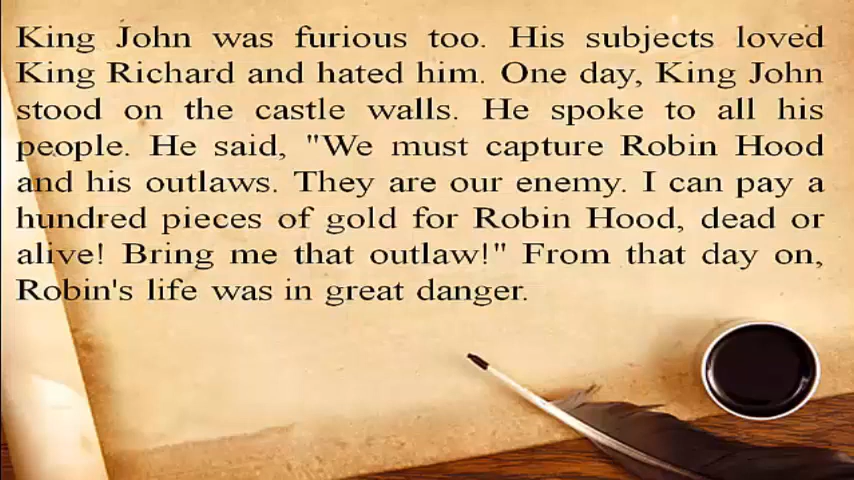 King John was furious too. His subjects loved
King Richard and hated him. One day, King John
stood on the castle walls. He spoke to all his
people. He said, "We must capture Robin Hood
and his outlaws. They are our enemy. I can pay a
hundred pieces of gold for Robin Hood, dead or
alive! Bring me that outlaw!" From that day on,
Robin's life was in great danger.